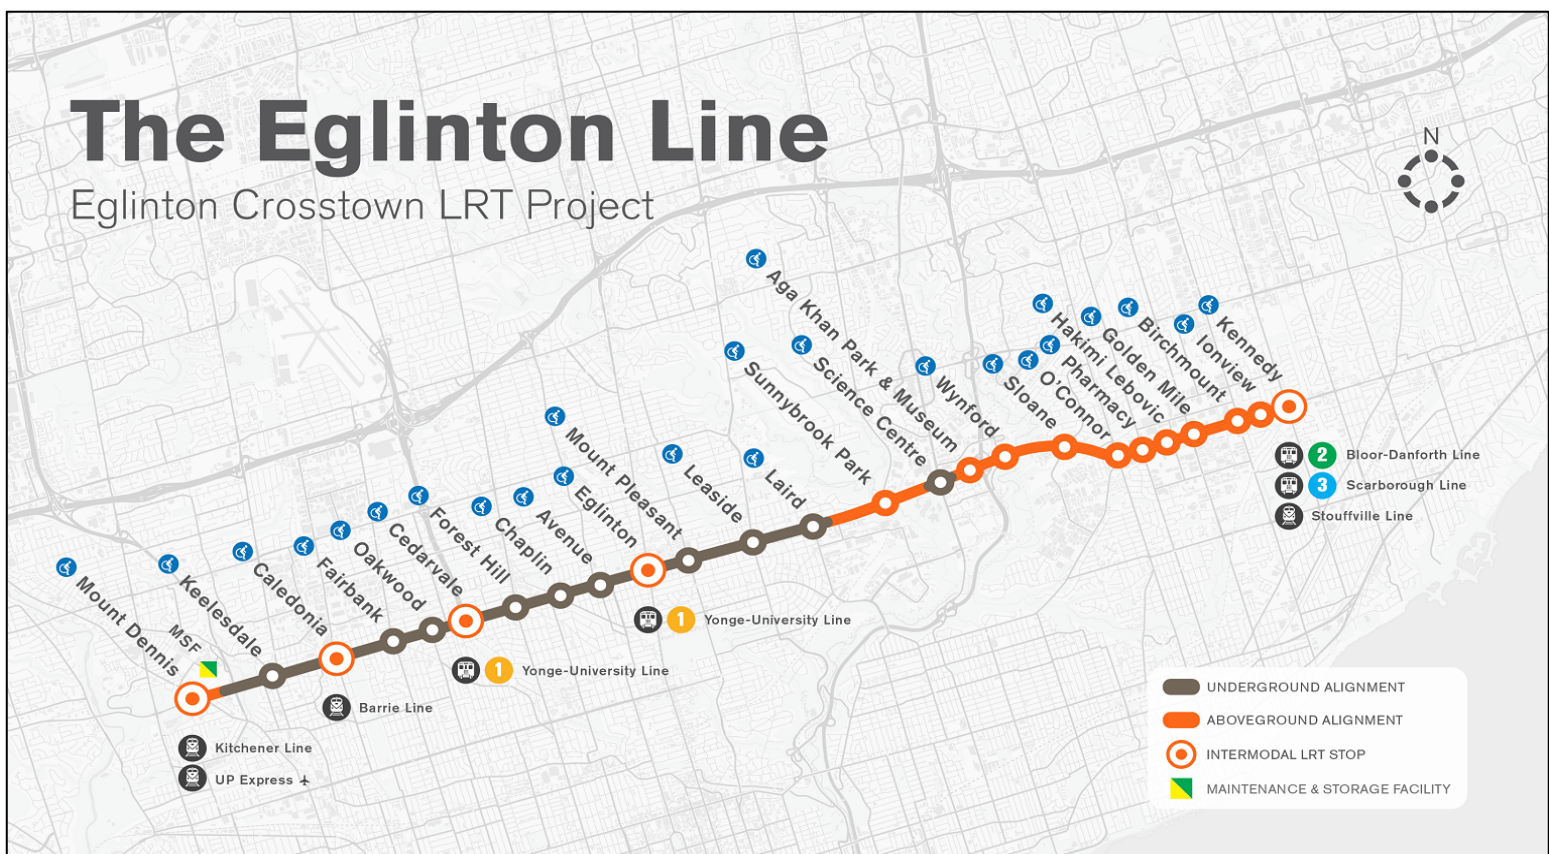 The Eglinton Line
Eglinton Crosstown LRT Project
N
Mount Dennis
MSF
Keelesdale
Caledonia
Fairbank
Oakwood
Cedarvale
Forest Hill
Chaplin
Avenue
Eglinton
Mount Pleasant
Leaside
Laird
Sunnybrook Park
Science Centre
Aga Khan Park & Museum
Wynford
Sloane
O'Connor
Pharmacy
Hakimi Lebovic
Golden Mile
Birchmount
Ionview
Kennedy
2 Bloor-Danforth Line
3 Scarborough Line
Stouffville Line
1 Yonge-University Line
1 Yonge-University Line
Barrie Line
Kitchener Line
UP Express
UNDERGROUND ALIGNMENT
ABOVEGROUND ALIGNMENT
INTERMODAL LRT STOP
MAINTENANCE & STORAGE FACILITY